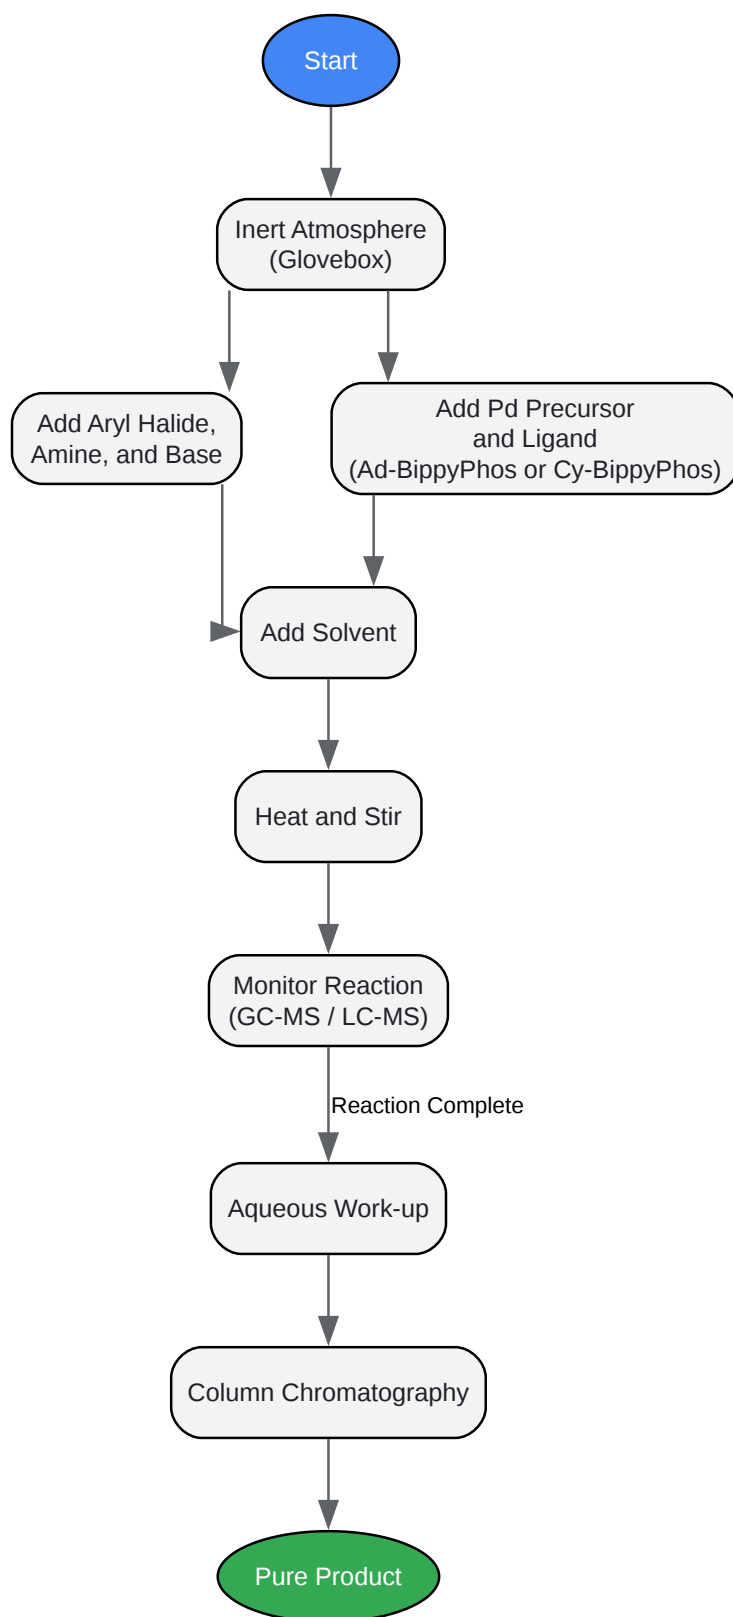 Start
Inert Atmosphere
(Glovebox)
Add Aryl Halide,
Amine, and Base
Add Pd Precursor
and Ligand
(Ad-BippyPhos or Cy-BippyPhos)
Add Solvent
Heat and Stir
Monitor Reaction
(GC-MS / LC-MS)
Reaction Complete
Aqueous Work-up
Column Chromatography
Pure Product